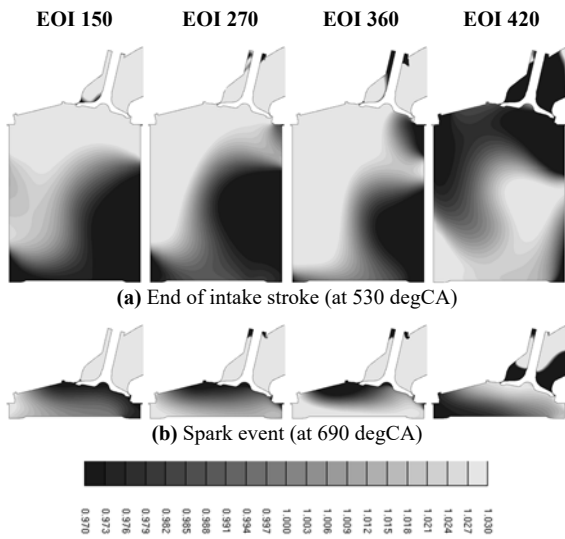 EOI 150 EOI 270 EOI 360 EOI 420
(a) End of intake stroke (at 530 degCA)
(b) Spark event (at 690 degCA)
0.970 0.973 0.976 0.979 0.982 0.985 0.988 0.991 0.994 0.997 1.000 1.003 1.006 1.009 1.012 1.015 1.018 1.021 1.024 1.027 1.030